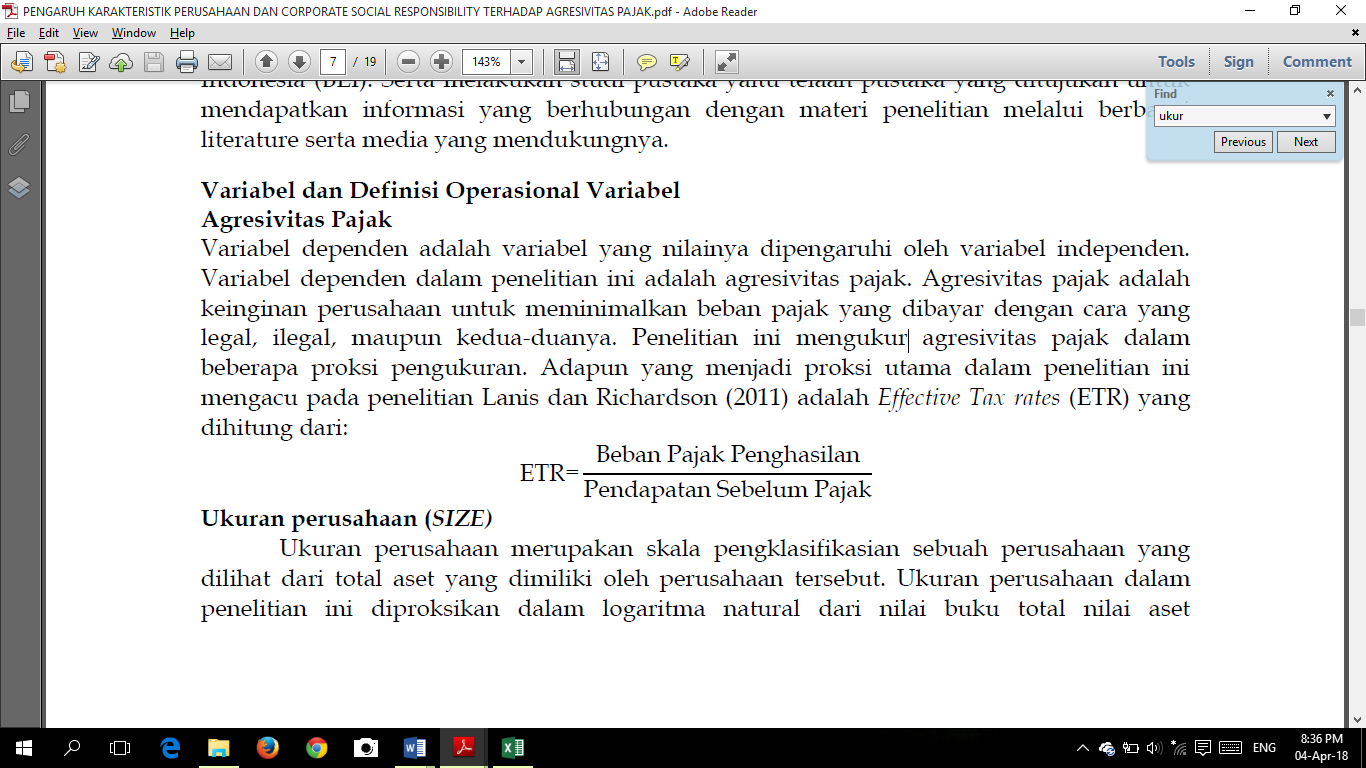 PENGARUH KARAKTERISTIK PERUSAHAAN DAN CORPORATE SOCIAL RESPONSIBILITY TERHADAP AGRESIVITAS PAJAK.pdf - Adobe Reader
File Edit View Window Help
7 / 19 143% Tools Sign Comment
Find
ukur
Previous Next
mendapatkan informasi yang berhubungan dengan materi penelitian melalui
literature serta media yang mendukungnya.
Variabel dan Definisi Operasional Variabel
Agresivitas Pajak
Variabel dependen adalah variabel yang nilainya dipengaruhi oleh variabel independen.
Variabel dependen dalam penelitian ini adalah agresivitas pajak. Agresivitas pajak adalah
keinginan perusahaan untuk meminimalkan beban pajak yang dibayar dengan cara yang
legal, ilegal, maupun kedua-duanya. Penelitian ini mengukur agresivitas pajak dalam
beberapa proksi pengukuran. Adapun yang menjadi proksi utama dalam penelitian ini
mengacu pada penelitian Lanis dan Richardson (2011) adalah Effective Tax rates (ETR) yang
dihitung dari:
Beban Pajak Penghasilan
ETR=
Pendapatan Sebelum Pajak
Ukuran perusahaan (SIZE)
Ukuran perusahaan merupakan skala pengklasifikasian sebuah perusahaan yang
dilihat dari total aset yang dimiliki oleh perusahaan tersebut. Ukuran perusahaan dalam
penelitian ini diproksikan dalam logaritma natural dari nilai buku total nilai aset
ENG
8:36 PM
04-Apr-18